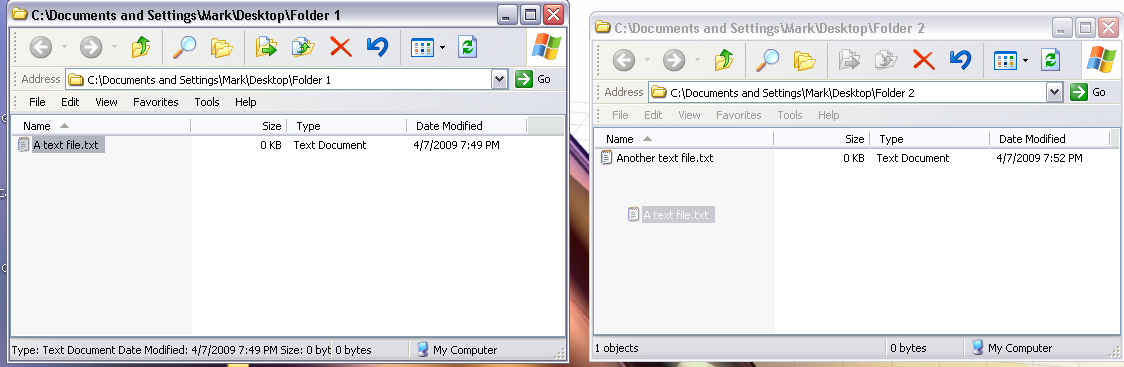 C:\Documents and Settings\Mark\Desktop\Folder 1
Address C:\Documents and Settings\Mark\Desktop\Folder 1 Go
File Edit View Favorites Tools Help
Name Size Type Date Modified
A text file.txt 0 KB Text Document 4/7/2009 7:49 PM
Type: Text Document Date Modified: 4/7/2009 7:49 PM Size: 0 byt 0 bytes My Computer
C:\Documents and Settings\Mark\Desktop\Folder 2
Address C:\Documents and Settings\Mark\Desktop\Folder 2 Go
File Edit View Favorites Tools Help
Name Size Type Date Modified
Another text file.txt 0 KB Text Document 4/7/2009 7:52 PM
A text file.txt
1 objects 0 bytes My Computer